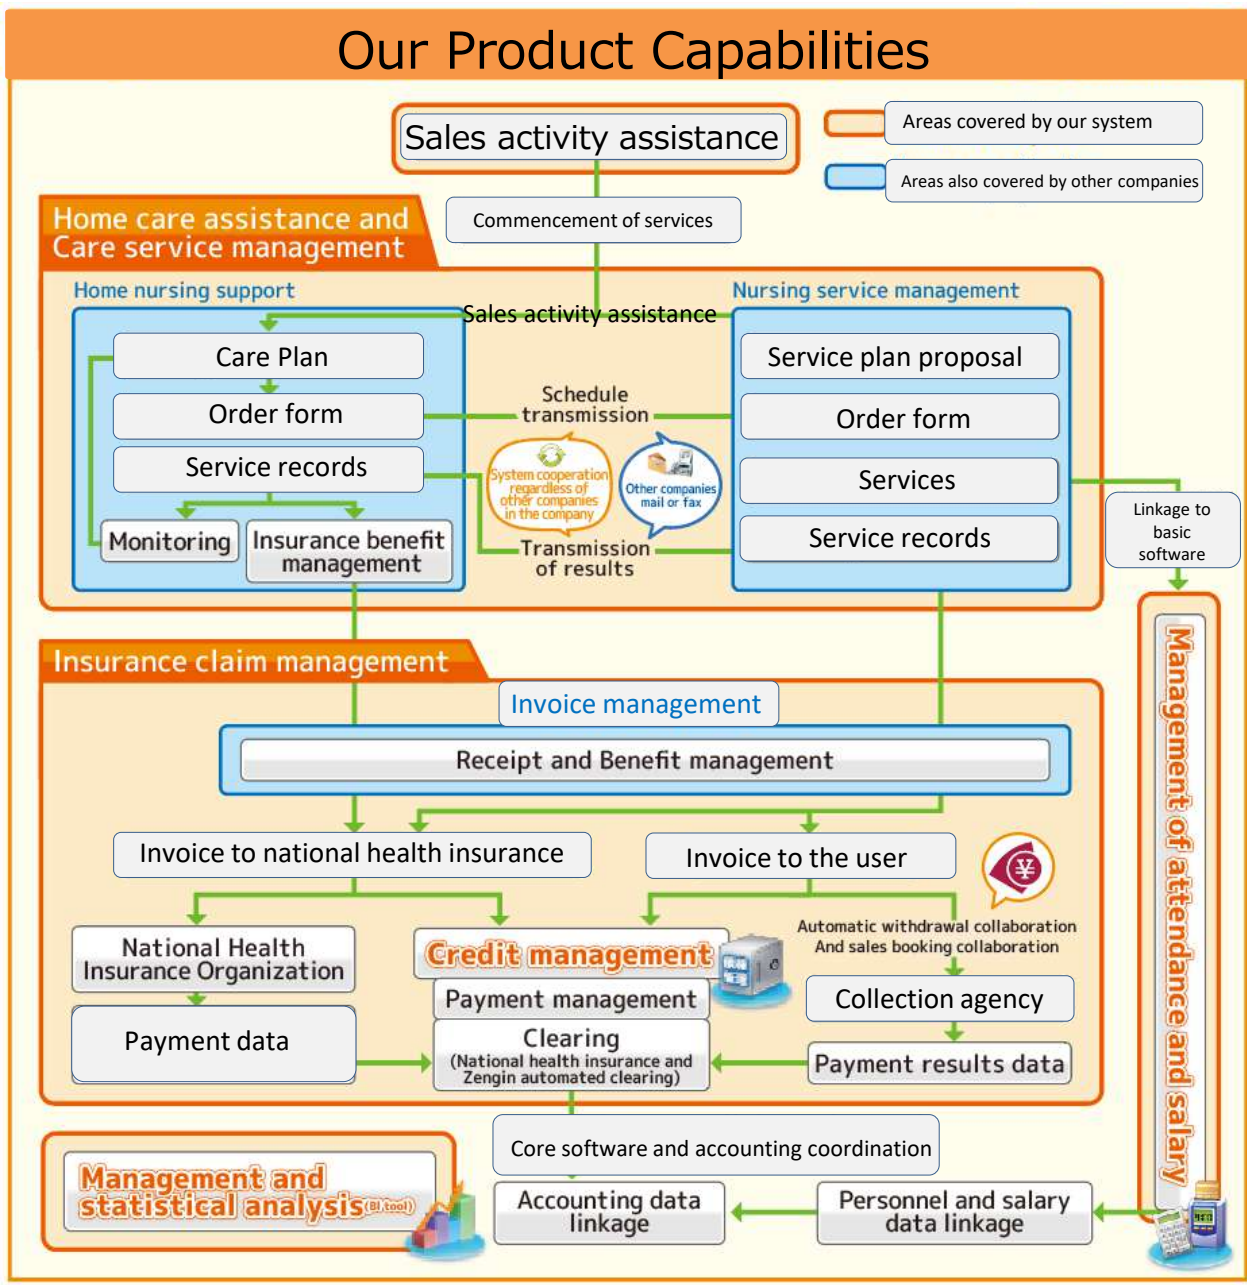 Our Product Capabilities
Sales activity assistance
Areas covered by our system
Areas also covered by other companies
Commencement of services
Home care assistance and
Care service management
Home nursing support
Nursing service management
Sales activity assistance
Care Plan
Order form
Service records
Monitoring
Insurance benefit
management
Schedule
transmission
System cooperation
regardless of
other companies
in the company
Other companies
mail or fax
Transmission
of results
Service plan proposal
Order form
Services
Service records
Linkage to
basic
software
Insurance claim management
Invoice management
Receipt and Benefit management
Invoice to national health insurance
Invoice to the user
¥
Automatic withdrawal collaboration
And sales booking collaboration
National Health
Insurance Organization
Credit management
Payment management
Collection agency
Payment data
Clearing
(National health insurance and
Zengin automated clearing)
Payment results data
Management of attendance and salary
Core software and accounting coordination
Management and
statistical analysis(BI,tool)
Accounting data
linkage
Personnel and salary
data linkage